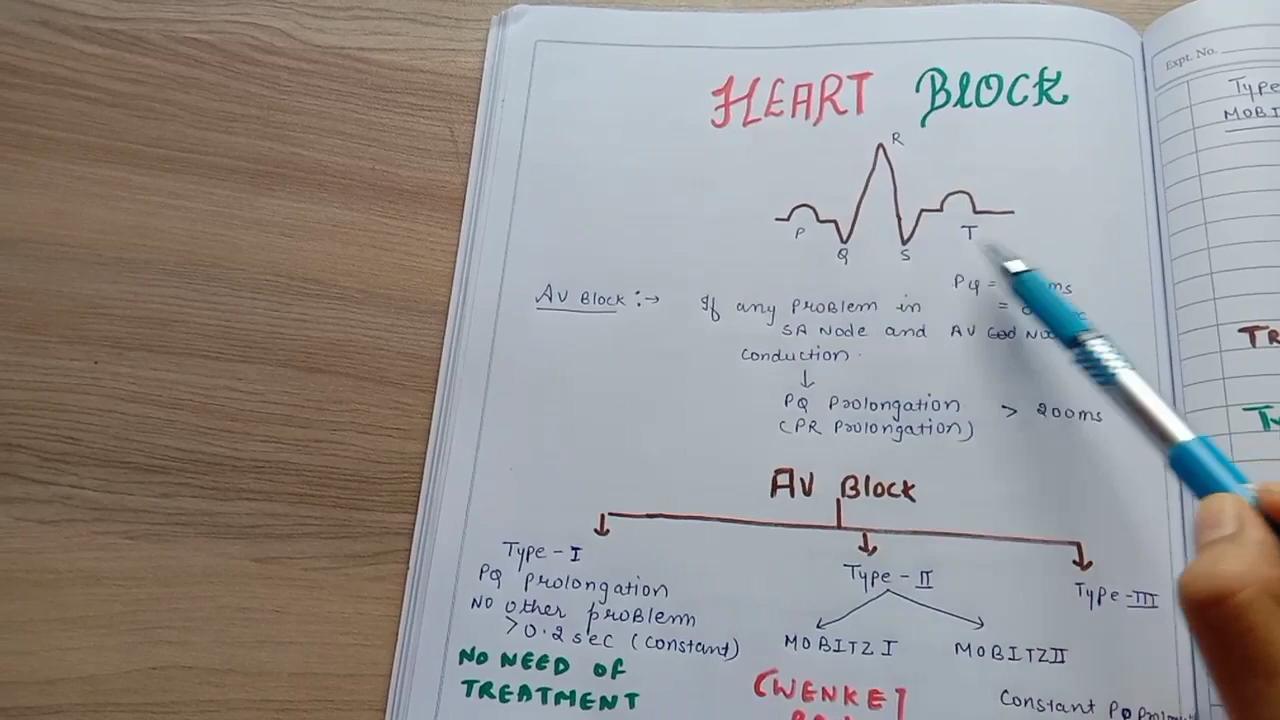 HEART BLOCK
R
P
T
Q
S
PQ =
ms
=
AV Block :→ If any problem in
SA Node and AV
conduction.
↓
PQ Prolongation
(PR Prolongation)
> 200ms
AV Block
Type - I
PQ prolongation
NO other problem
>0.2 sec (constant)
NO NEED OF
TREATMENT
Type - II
MOBITZ I
MOBITZ II
(WENKE
Type - III
Constant
Expt. No.
Type
MOBI